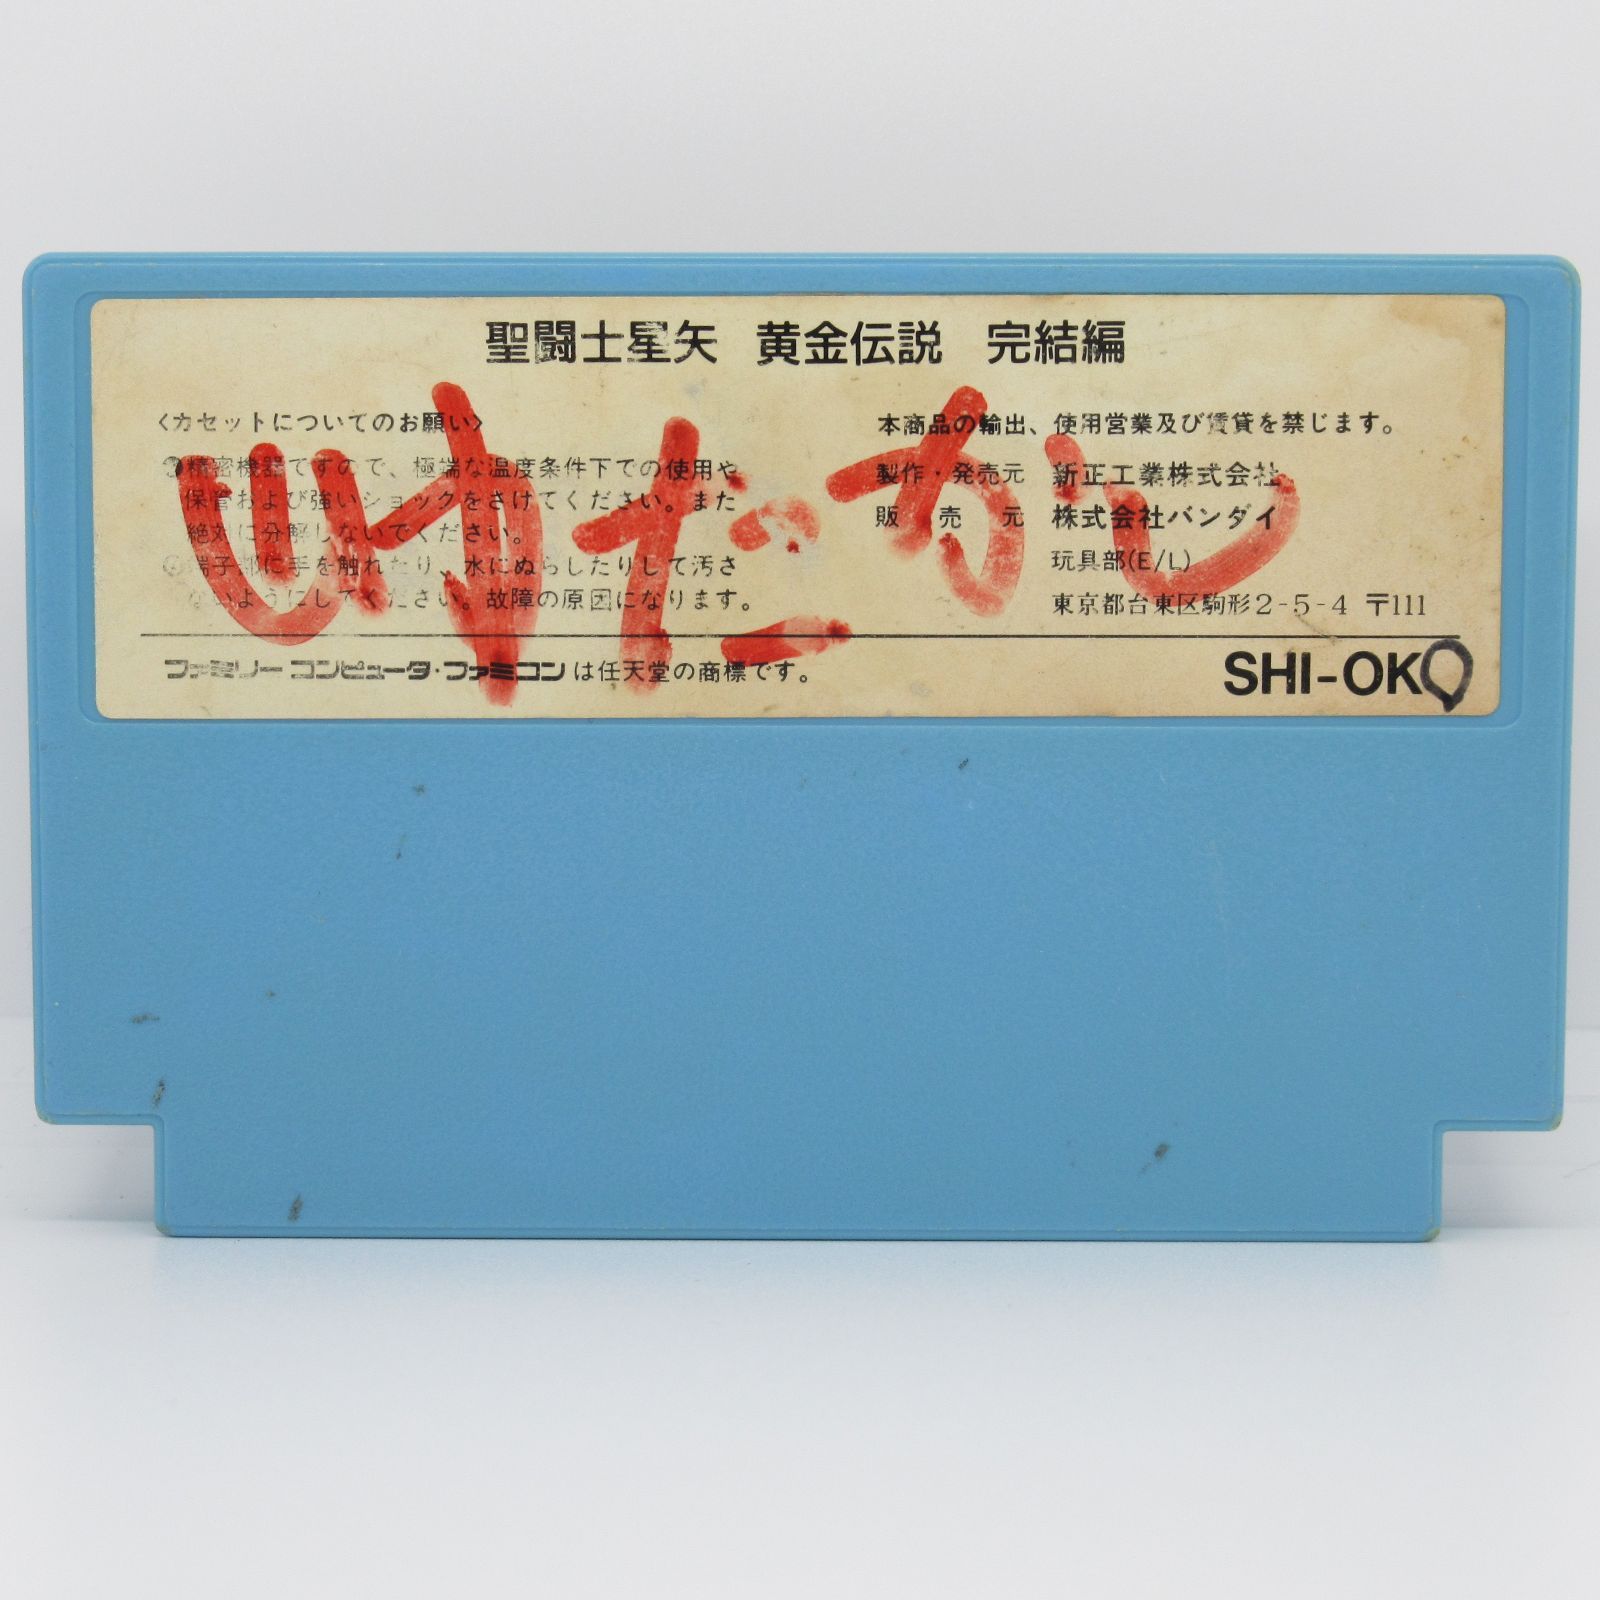 聖闘士星矢 黄金伝説 完結編
〈カセットについてのお願い〉
精密機器ですので、極端な温度条件下での使用や
保管および強いショックをさけてください。また
絶対に分解しないでください。
端子部に手を触れたり、水にぬらしたりして汚さ
ないようにしてください。故障の原因になります。
本商品の輸出、使用営業及び賃貸を禁じます。
製作・発売元 新正工業株式会社
販売元 株式会社バンダイ
玩具部(E/L)
東京都台東区駒形2-5-4 〒111
ファミリーコンピュータ・ファミコンは任天堂の商標です。
SHI-OK
たかし